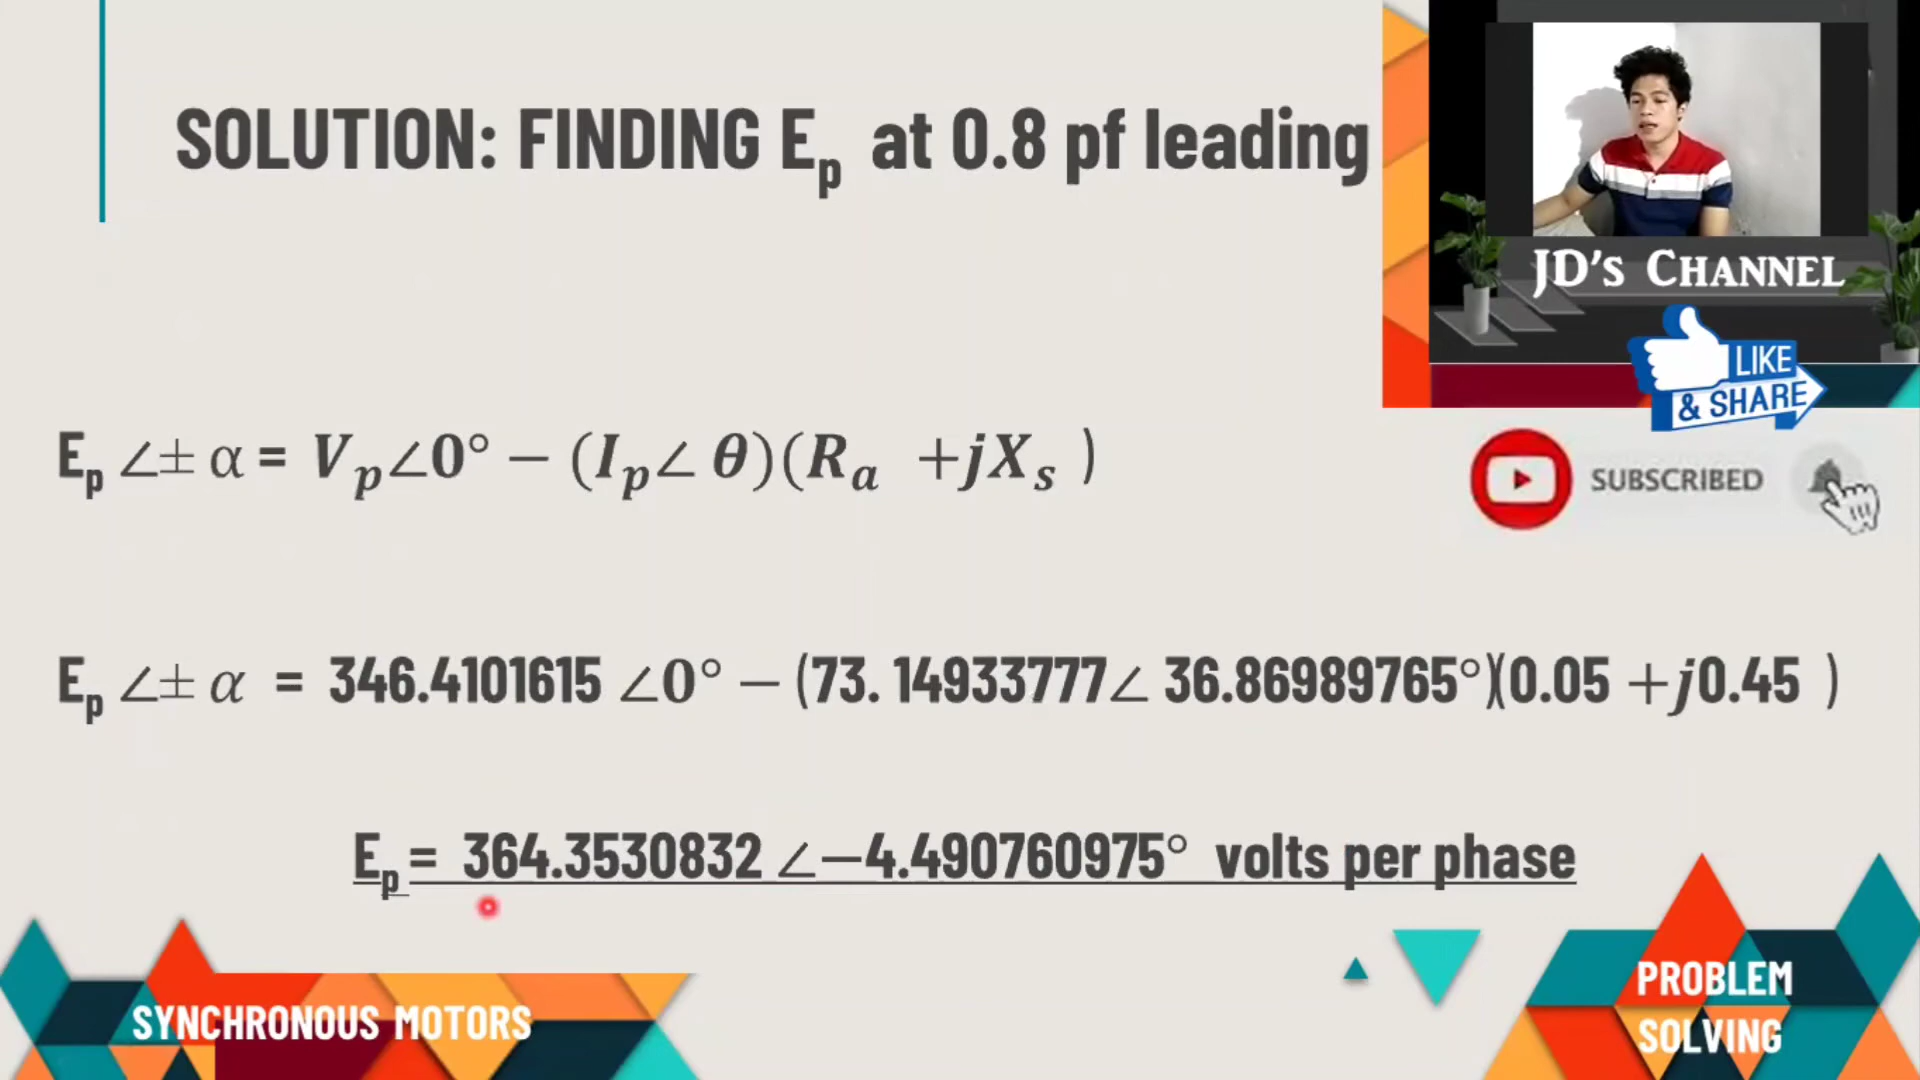 SOLUTION: FINDING Eₚ at 0.8 pf leading
JD's Channel
LIKE
& SHARE
SUBSCRIBED
Eₚ ∠± α = Vₚ∠0° − (Iₚ∠ θ)(Rₐ +jXₛ )
Eₚ ∠± α = 346.4101615 ∠0° − (73. 14933777∠ 36.86989765°)(0.05 +j0.45 )
Eₚ = 364.3530832 ∠−4.490760975° volts per phase
SYNCHRONOUS MOTORS
PROBLEM
SOLVING